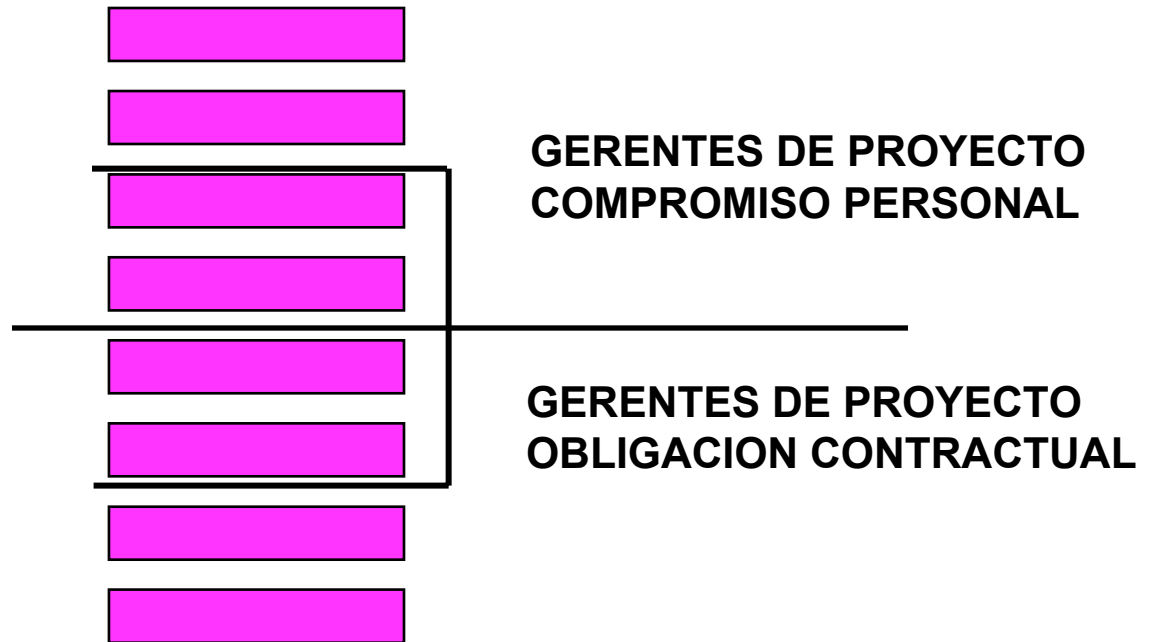 GERENTES DE PROYECTO
COMPROMISO PERSONAL
GERENTES DE PROYECTO
OBLIGACION CONTRACTUAL